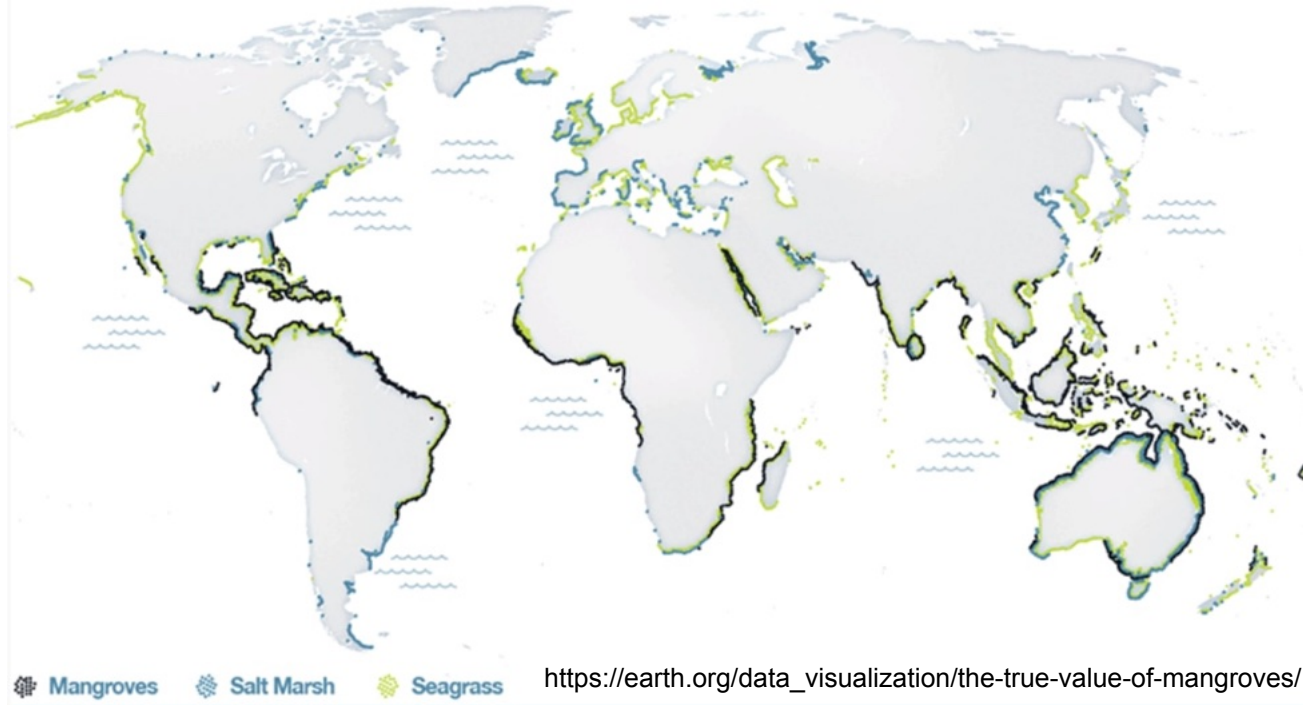 Mangroves
Salt Marsh
Seagrass
https://earth.org/data_visualization/the-true-value-of-mangroves/